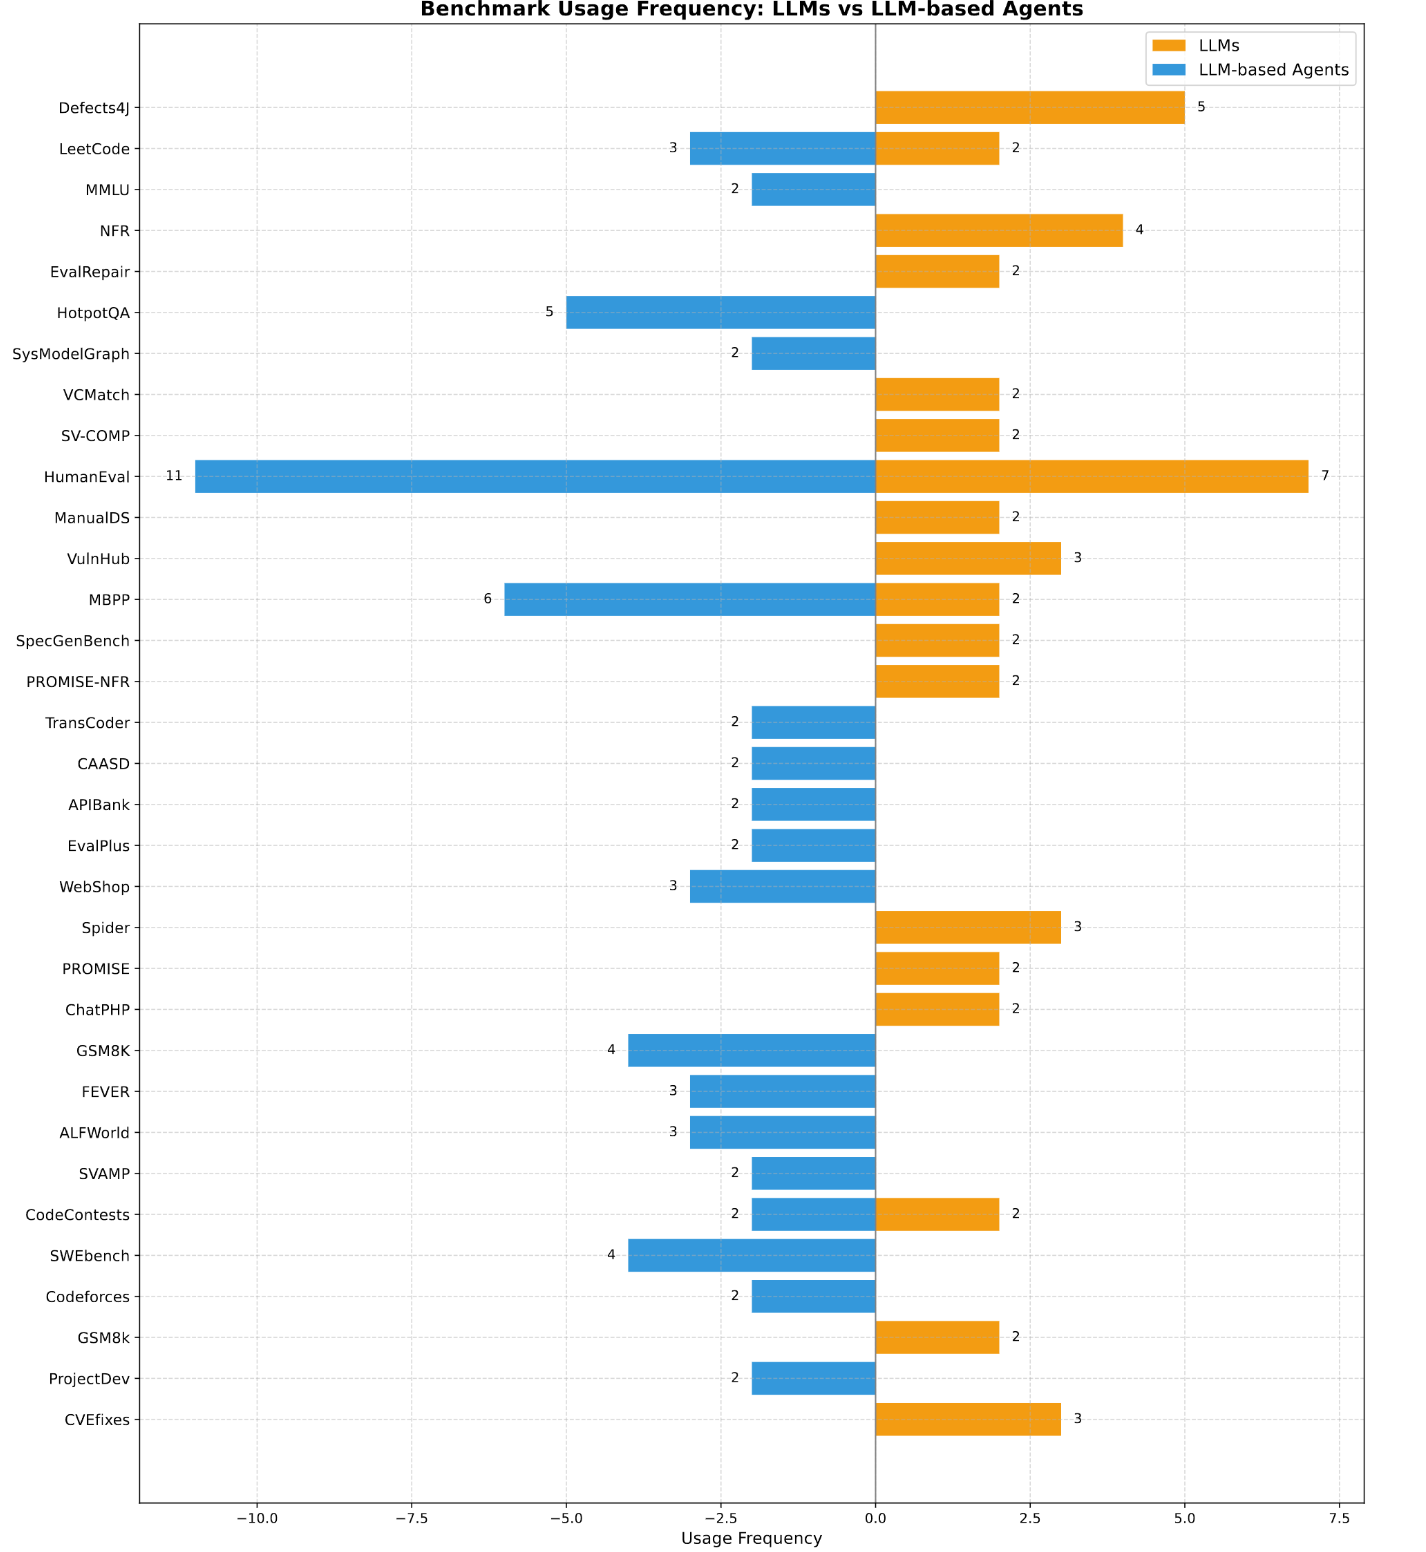 Benchmark Usage Frequency: LLMs vs LLM-based Agents
LLMs
LLM-based Agents
Defects4J 5
LeetCode 3 2
MMLU 2
NFR 4
EvalRepair 2
HotpotQA 5
SysModelGraph 2
VCMatch 2
SV-COMP 2
HumanEval 11 7
ManualDS 2
VulnHub 3
MBPP 6 2
SpecGenBench 2
PROMISE-NFR 2
TransCoder 2
CAASD 2
APIBank 2
EvalPlus 2
WebShop 3
Spider 3
PROMISE 2
ChatPHP 2
GSM8K 4
FEVER 3
ALFWorld 3
SVAMP 2
CodeContests 2 2
SWEbench 4
Codeforces 2
GSM8k 2
ProjectDev 2
CVEfixes 3
−10.0 −7.5 −5.0 −2.5 0.0 2.5 5.0 7.5
Usage Frequency